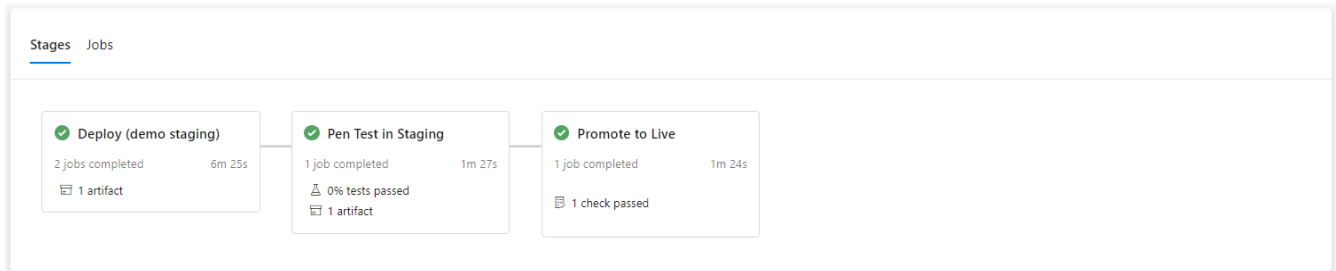 Stages Jobs
Deploy (demo staging)
2 jobs completed 6m 25s
1 artifact
Pen Test in Staging
1 job completed 1m 27s
0% tests passed
1 artifact
Promote to Live
1 job completed 1m 24s
1 check passed